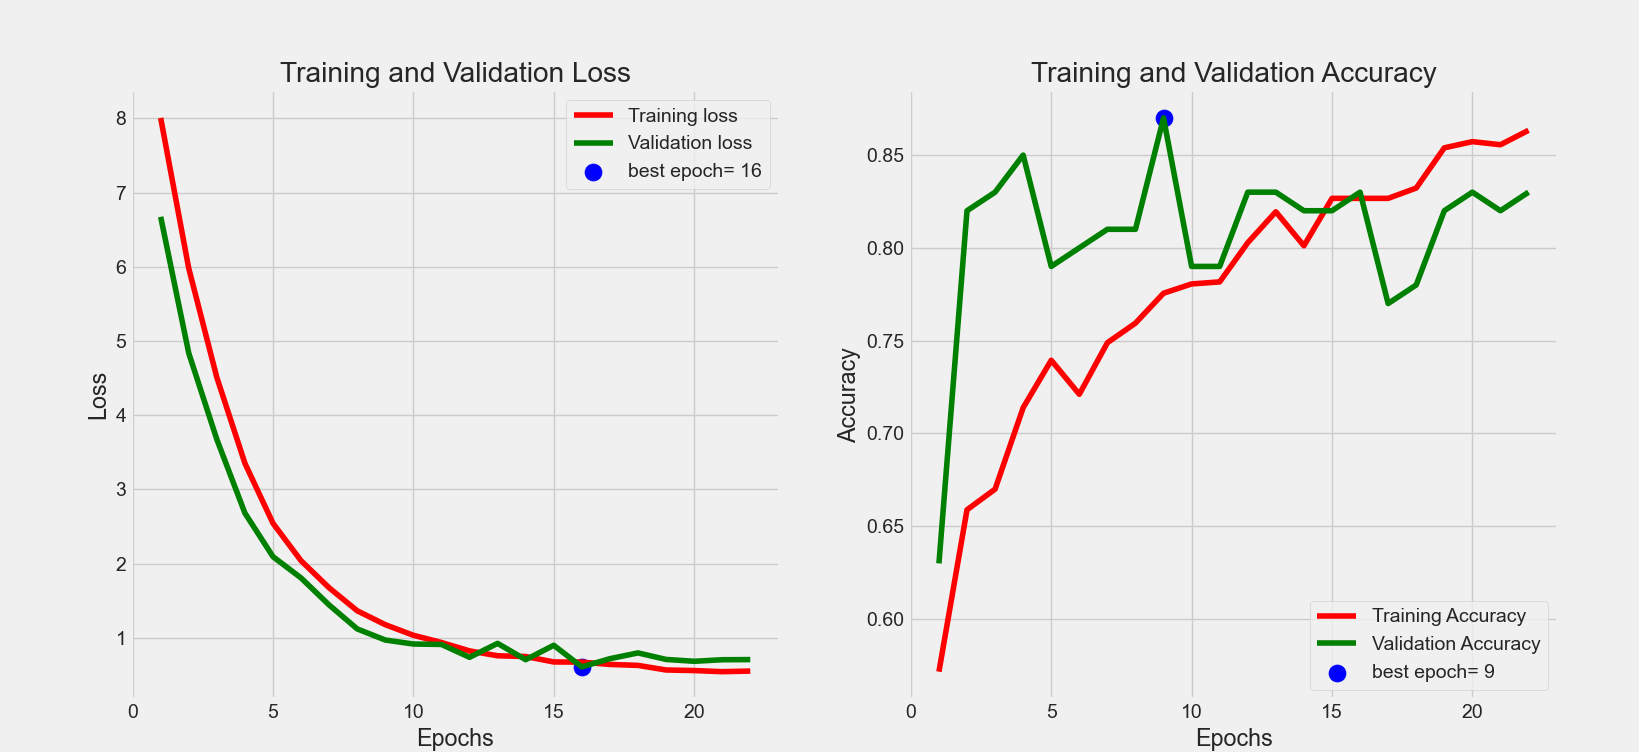 Training and Validation Loss
Training loss
Validation loss
best epoch= 16
8
7
6
5
4
3
2
1
Loss
0
5
10
15
20
Epochs
Training and Validation Accuracy
0.85
0.80
0.75
0.70
0.65
0.60
Accuracy
Training Accuracy
Validation Accuracy
best epoch= 9
0
5
10
15
20
Epochs